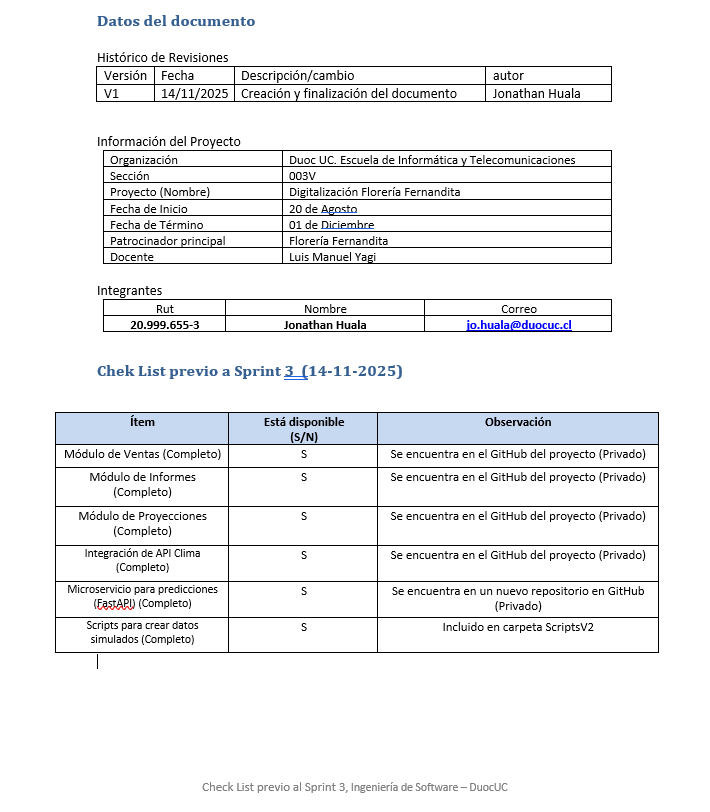 Datos del documento
Histórico de Revisiones
Versión Fecha Descripción/cambio autor
V1 14/11/2025 Creación y finalización del documento Jonathan Huala
Información del Proyecto
Organización Duoc UC. Escuela de Informática y Telecomunicaciones
Sección 003V
Proyecto (Nombre) Digitalización Florería Fernandita
Fecha de Inicio 20 de Agosto
Fecha de Término 01 de Diciembre
Patrocinador principal Florería Fernandita
Docente Luis Manuel Yagi
Integrantes
Rut Nombre Correo
20.999.655-3 Jonathan Huala jo.huala@duocuc.cl
Chek List previo a Sprint 3 (14-11-2025)
Ítem Está disponible Observación
(S/N)
Módulo de Ventas (Completo) S Se encuentra en el GitHub del proyecto (Privado)
Módulo de Informes S Se encuentra en el GitHub del proyecto (Privado)
(Completo)
Módulo de Proyecciones S Se encuentra en el GitHub del proyecto (Privado)
(Completo)
Integración de API Clima S Se encuentra en el GitHub del proyecto (Privado)
(Completo)
Microservicio para predicciones S Se encuentra en un nuevo repositorio en GitHub
(FastAPI) (Completo) (Privado)
Scripts para crear datos S Incluido en carpeta ScriptsV2
simulados (Completo)
Check List previo al Sprint 3, Ingeniería de Software – DuocUC